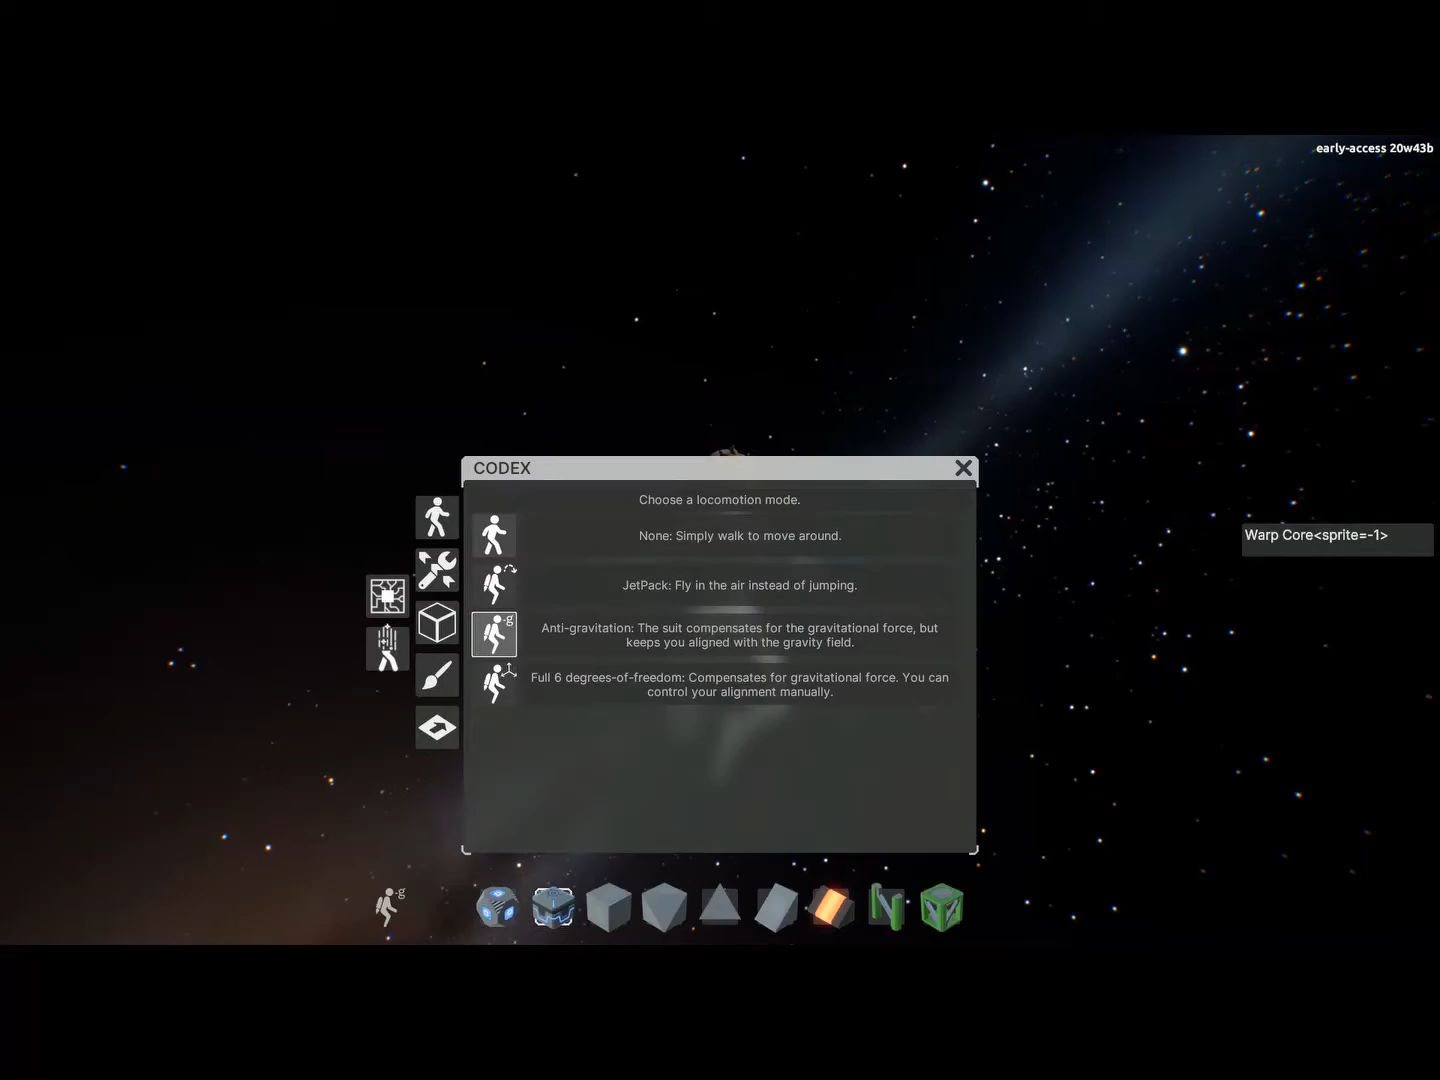 early-access 20w43b
CODEX
Choose a locomotion mode.
None: Simply walk to move around.
Warp Core<sprite=-1>
JetPack: Fly in the air instead of jumping.
-g
Anti-gravitation: The suit compensates for the gravitational force, but
keeps you aligned with the gravity field.
Full 6 degrees-of-freedom: Compensates for gravitational force. You can
control your alignment manually.
-g